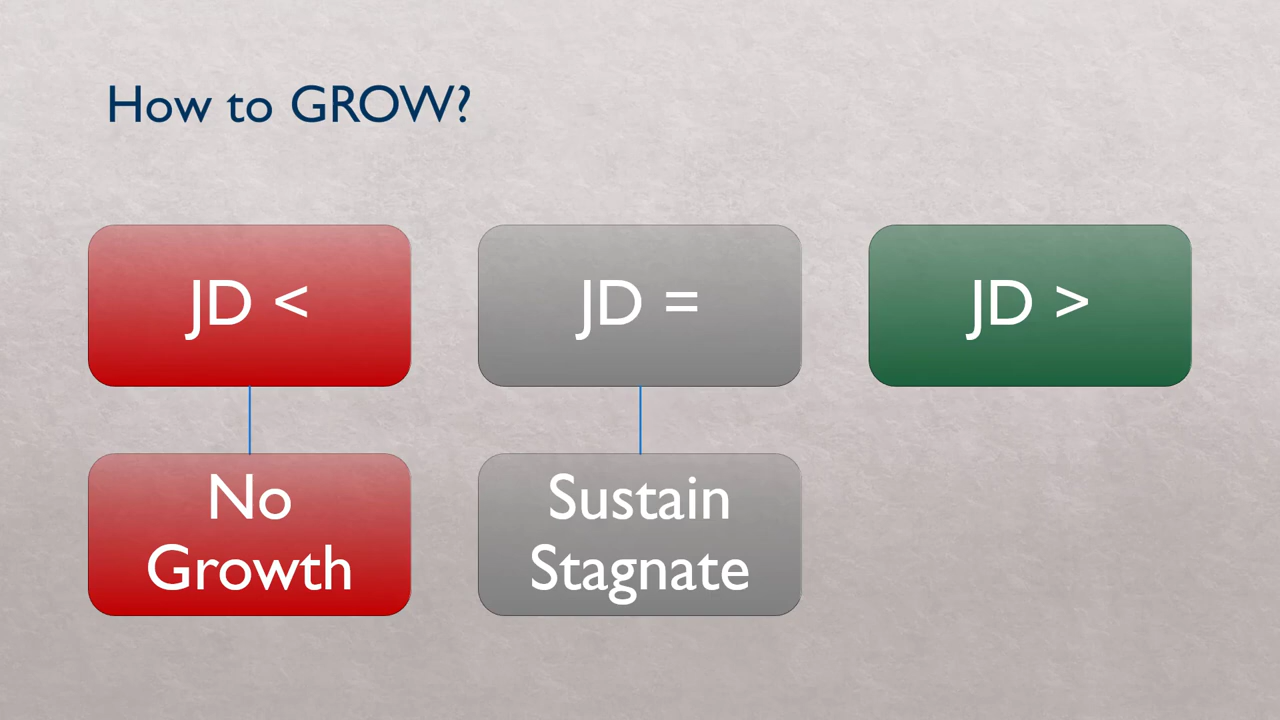 How to GROW?
JD <
JD =
JD >
No
Growth
Sustain
Stagnate